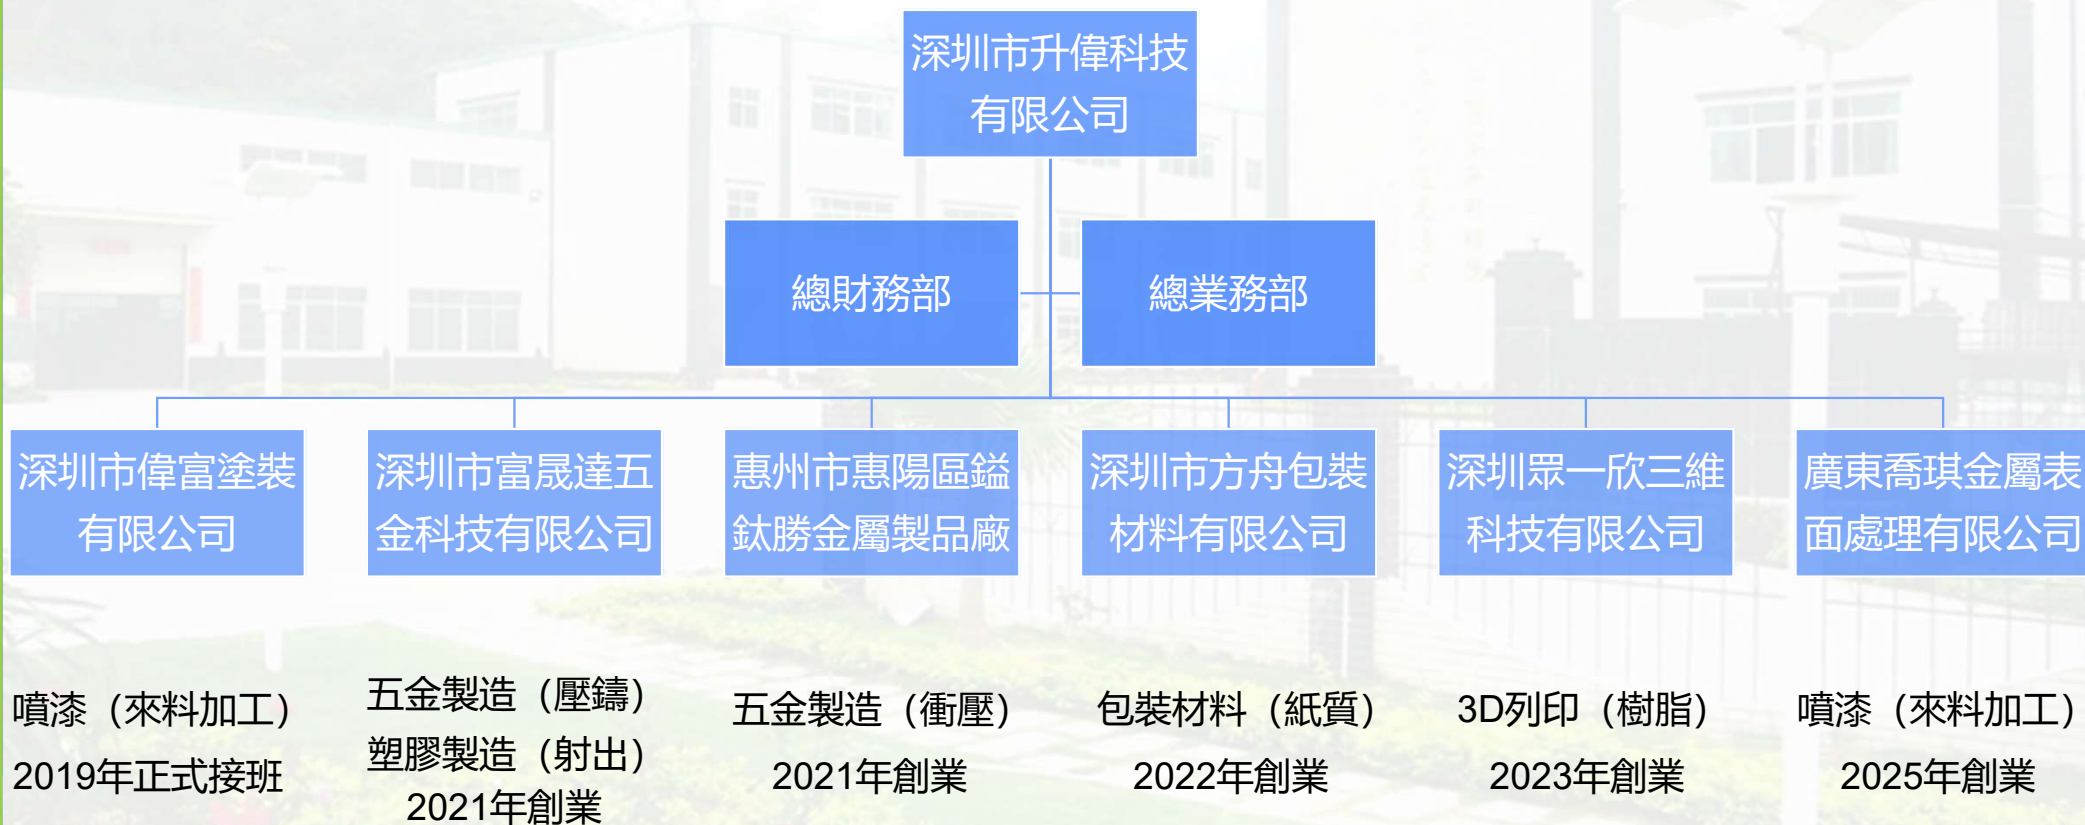 深圳市升偉科技
有限公司
總財務部
總業務部
深圳市偉富塗裝
有限公司
深圳市富晟達五
金科技有限公司
惠州市惠陽區鎰
鈦勝金屬製品廠
深圳市方舟包裝
材料有限公司
深圳眾一欣三維
科技有限公司
廣東喬琪金屬表
面處理有限公司
噴漆（來料加工）
2019年正式接班
五金製造（壓鑄）
塑膠製造（射出）
2021年創業
五金製造（衝壓）
2021年創業
包裝材料（紙質）
2022年創業
3D列印（樹脂）
2023年創業
噴漆（來料加工）
2025年創業